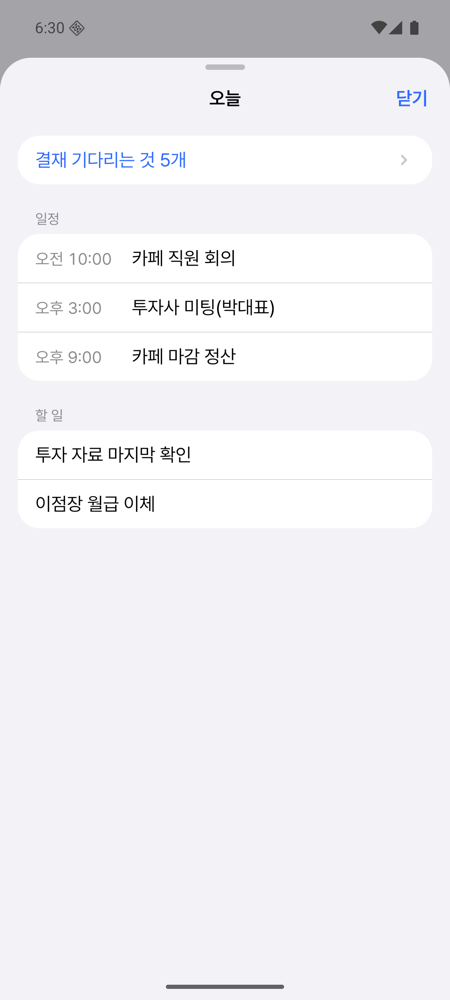 6:30
오늘
닫기
결재 기다리는 것 5개
일정
오전 10:00 카페 직원 회의
오후 3:00 투자사 미팅(박대표)
오후 9:00 카페 마감 정산
할 일
투자 자료 마지막 확인
이점장 월급 이체